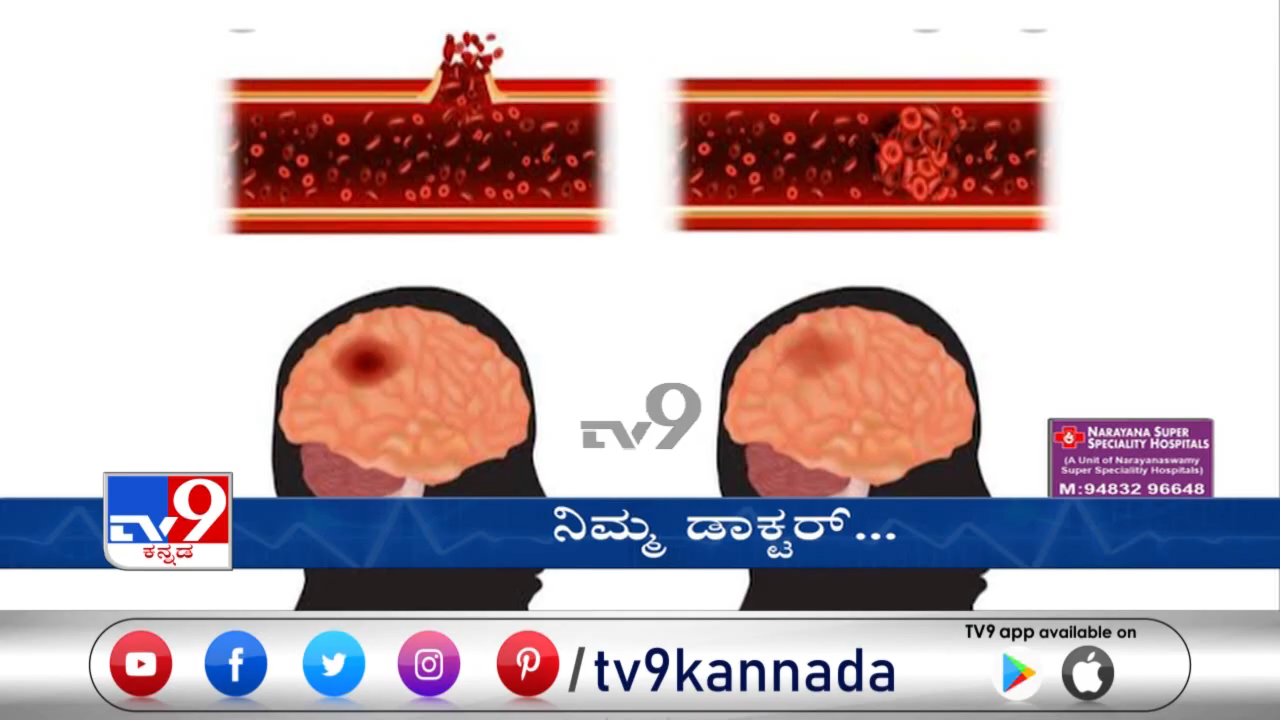 TV9
NARAYANA SUPER
SPECIALITY HOSPITALS
(A Unit of Narayanaswamy
Super Speciality Hospitals)
M:94832 96648
TV9
ಕನ್ನಡ
ನಿಮ್ಮ ಡಾಕ್ಟರ್...
TV9 app available on
/tv9kannada